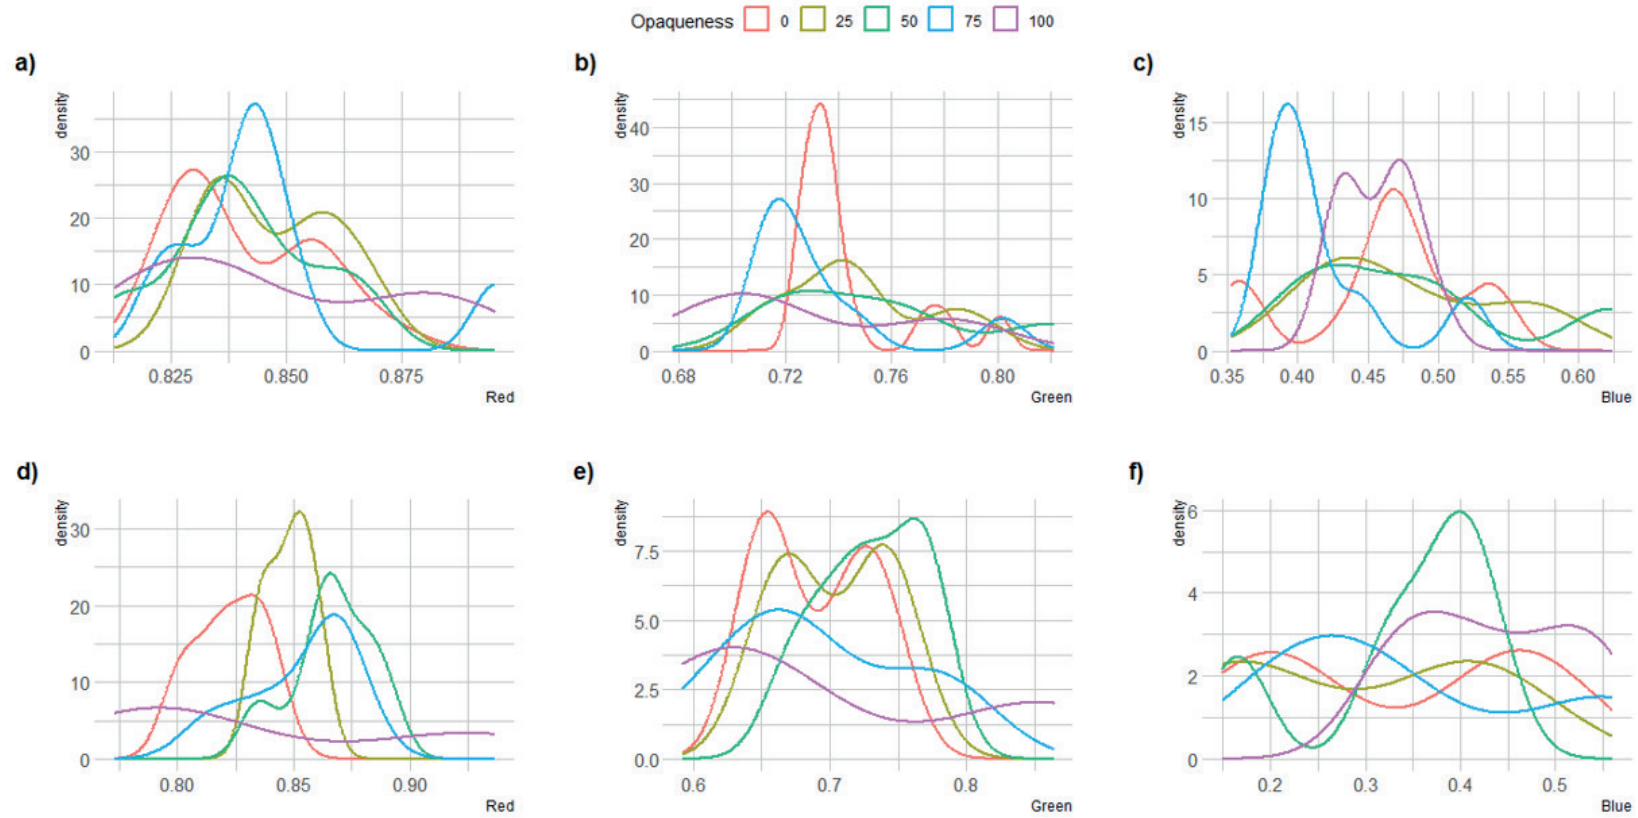 Opaqueness 0 25 50 75 100
a) b) c)
density density density
30
20
10
0
0.825 0.850 0.875
Red
40
30
20
10
0
0.68 0.72 0.76 0.80
Green
15
10
5
0
0.35 0.40 0.45 0.50 0.55 0.60
Blue
d) e) f)
density density density
30
20
10
0
0.80 0.85 0.90
Red
7.5
5.0
2.5
0.0
0.6 0.7 0.8
Green
6
4
2
0
0.2 0.3 0.4 0.5
Blue